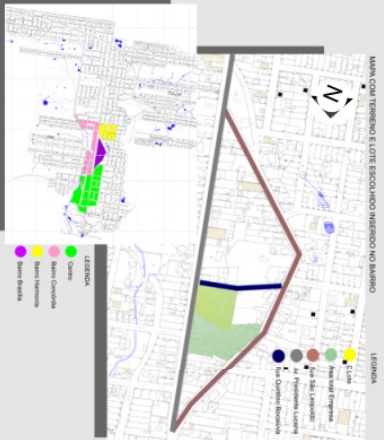 MAPA COM TERRENO E LOTE ESCOLHIDO INSERIDO NO BAIRRO
N
LEGENDA
C Lote
Área total Empresa
Rua São Leopoldo
Av. Presidente Lucena
Rua Quintino Bocaiúva
LEGENDA
Centro
Bairro Concórdia
Bairro Harmonia
Bairro Brasília